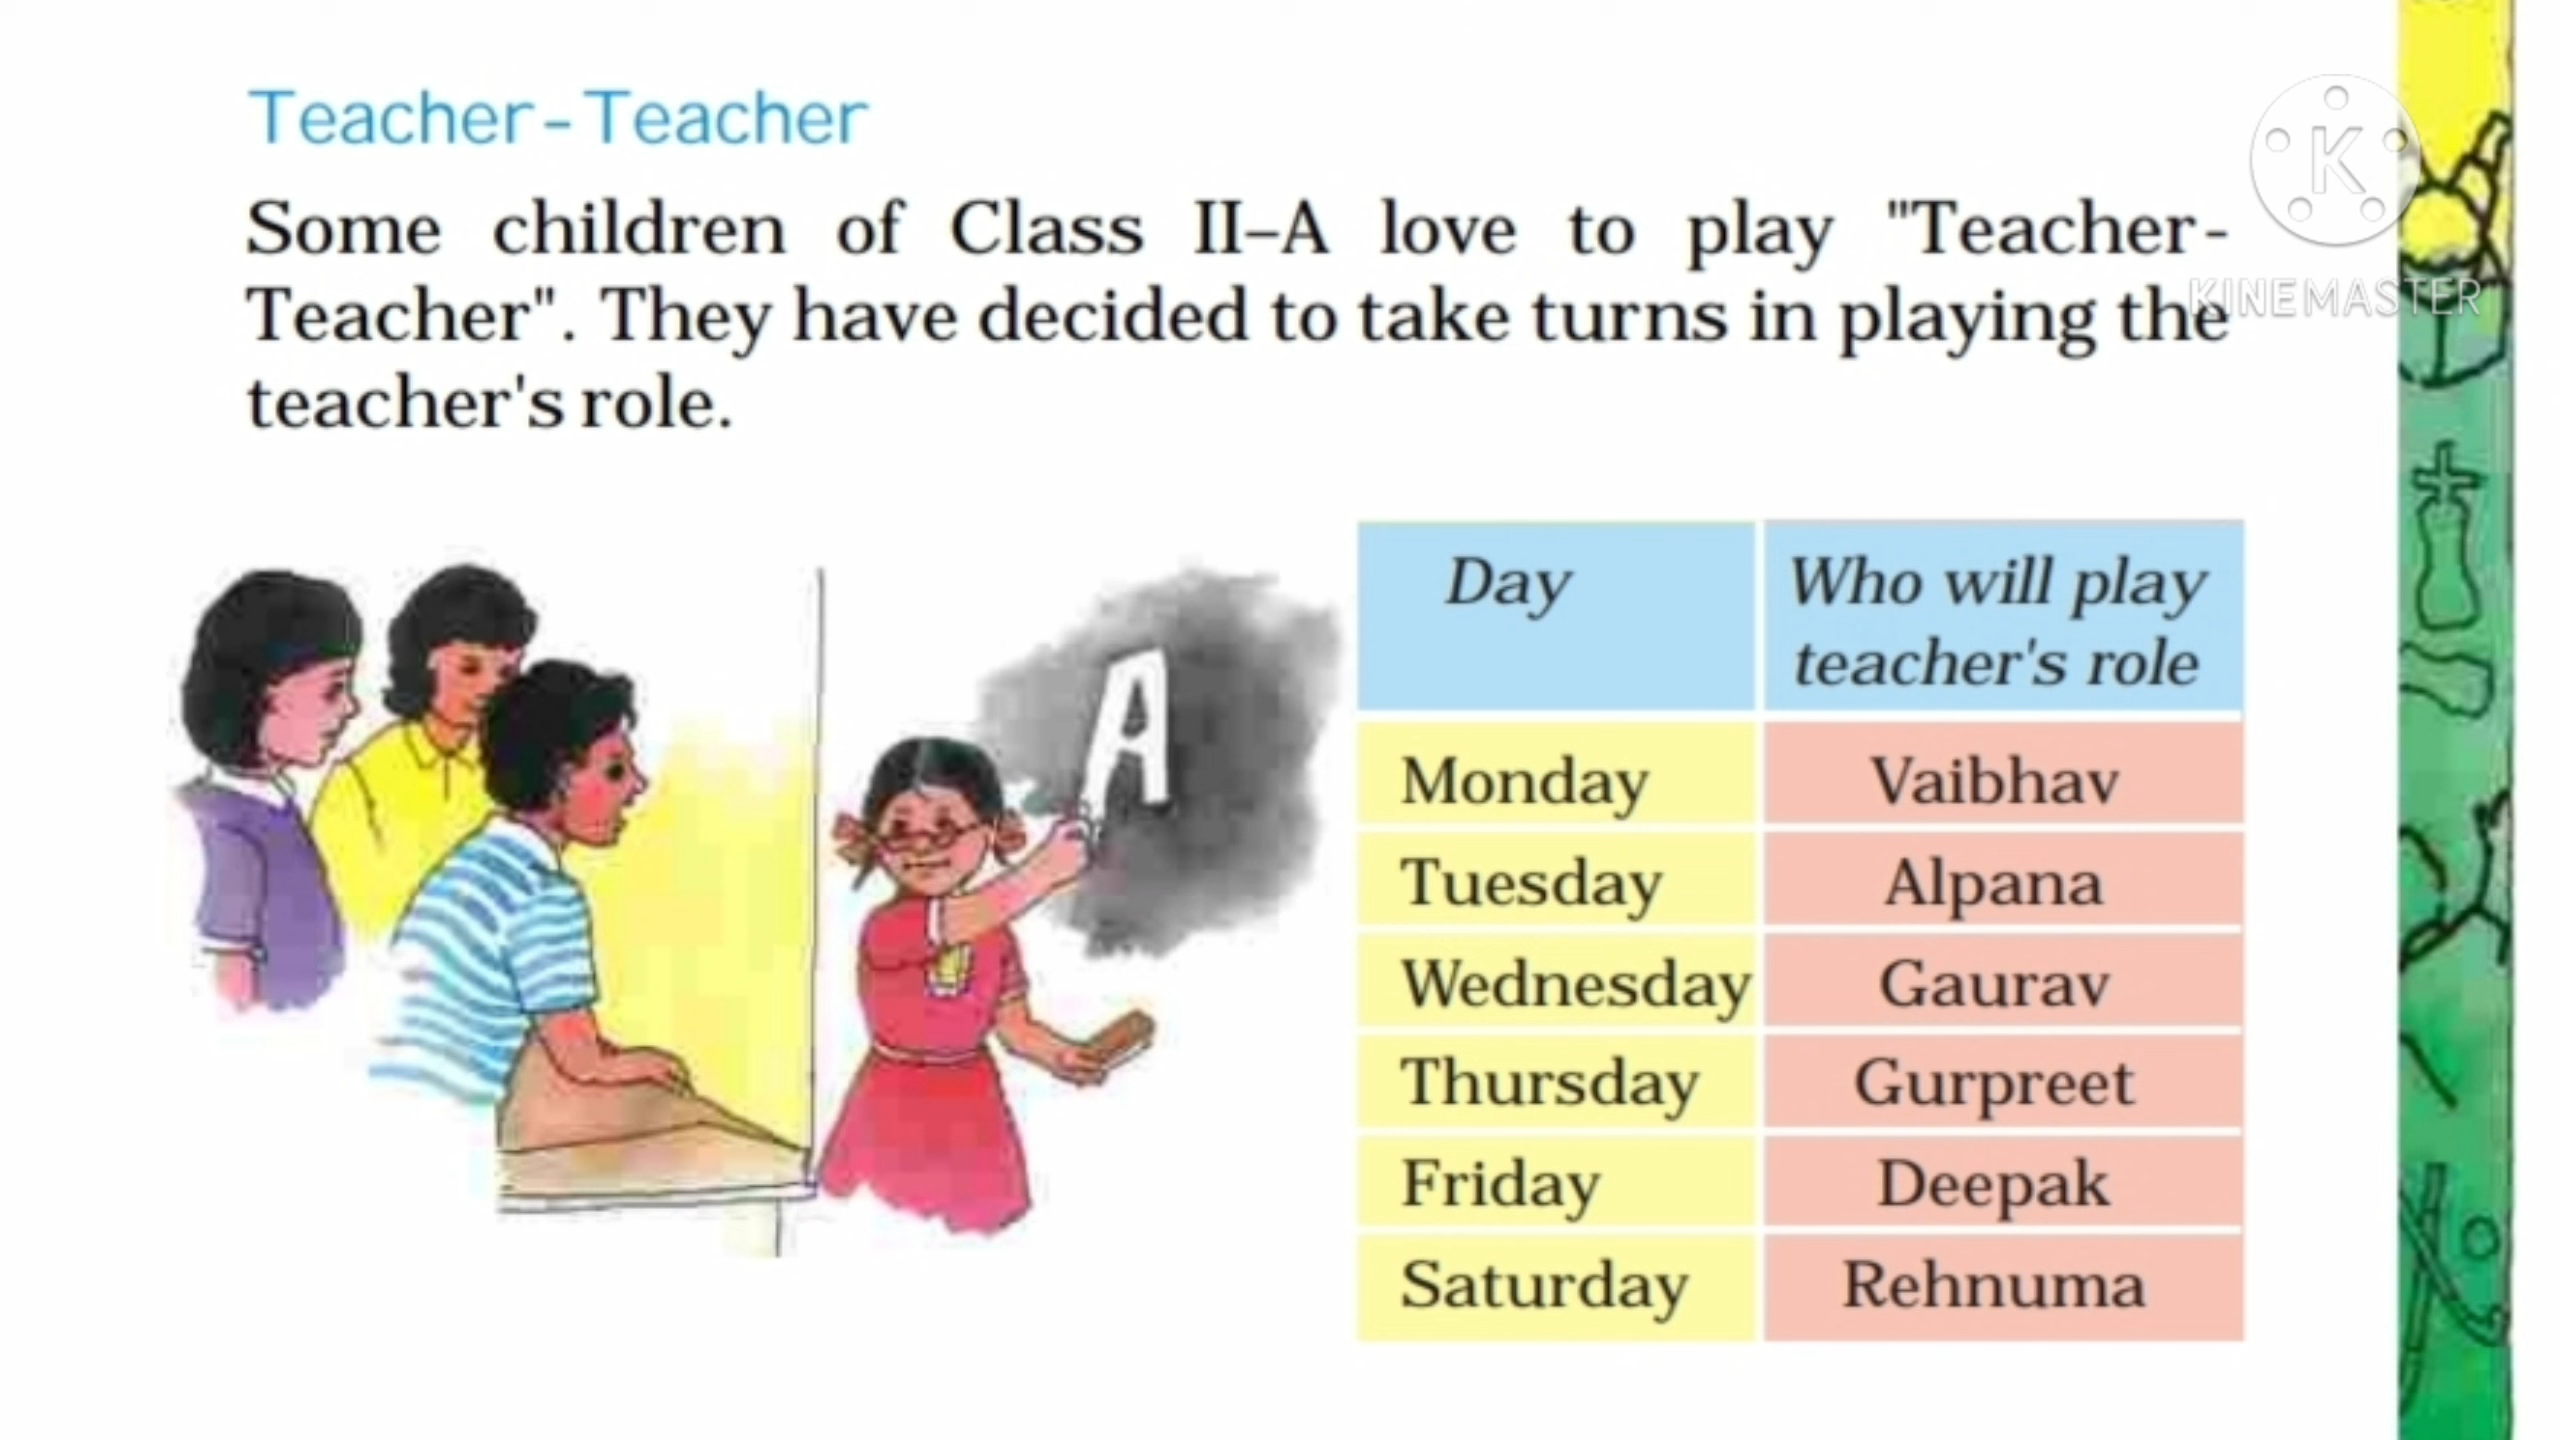 Teacher - Teacher
Some children of Class II–A love to play "Teacher-
Teacher". They have decided to take turns in playing the
teacher's role.
A
Day Who will play
teacher's role
Monday Vaibhav
Tuesday Alpana
Wednesday Gaurav
Thursday Gurpreet
Friday Deepak
Saturday Rehnuma
K
KINEMASTER